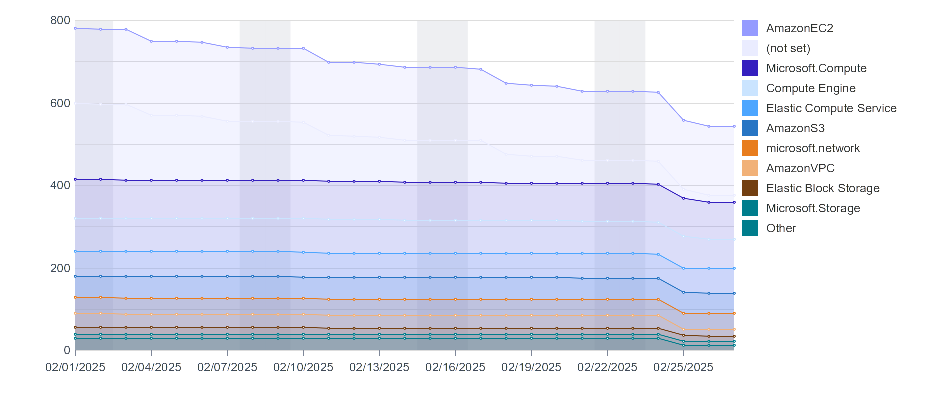 800
600
400
200
0
02/01/2025 02/04/2025 02/07/2025 02/10/2025 02/13/2025 02/16/2025 02/19/2025 02/22/2025 02/25/2025
AmazonEC2
(not set)
Microsoft.Compute
Compute Engine
Elastic Compute Service
AmazonS3
microsoft.network
AmazonVPC
Elastic Block Storage
Microsoft.Storage
Other